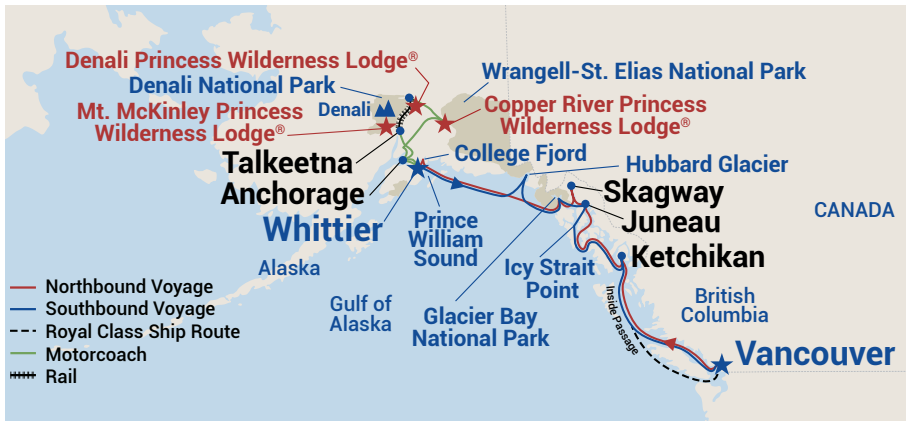 Denali Princess Wilderness Lodge®
Denali National Park
Wrangell-St. Elias National Park
Denali
Mt. McKinley Princess
Wilderness Lodge®
Copper River Princess
Wilderness Lodge®
Talkeetna
Anchorage
College Fjord
Hubbard Glacier
Whittier
Skagway
Juneau
Prince
William
Sound
CANADA
Ketchikan
Icy Strait
Point
Alaska
Gulf of
Alaska
Glacier Bay
National Park
Inside Passage
British
Columbia
Vancouver
Northbound Voyage
Southbound Voyage
Royal Class Ship Route
Motorcoach
Rail